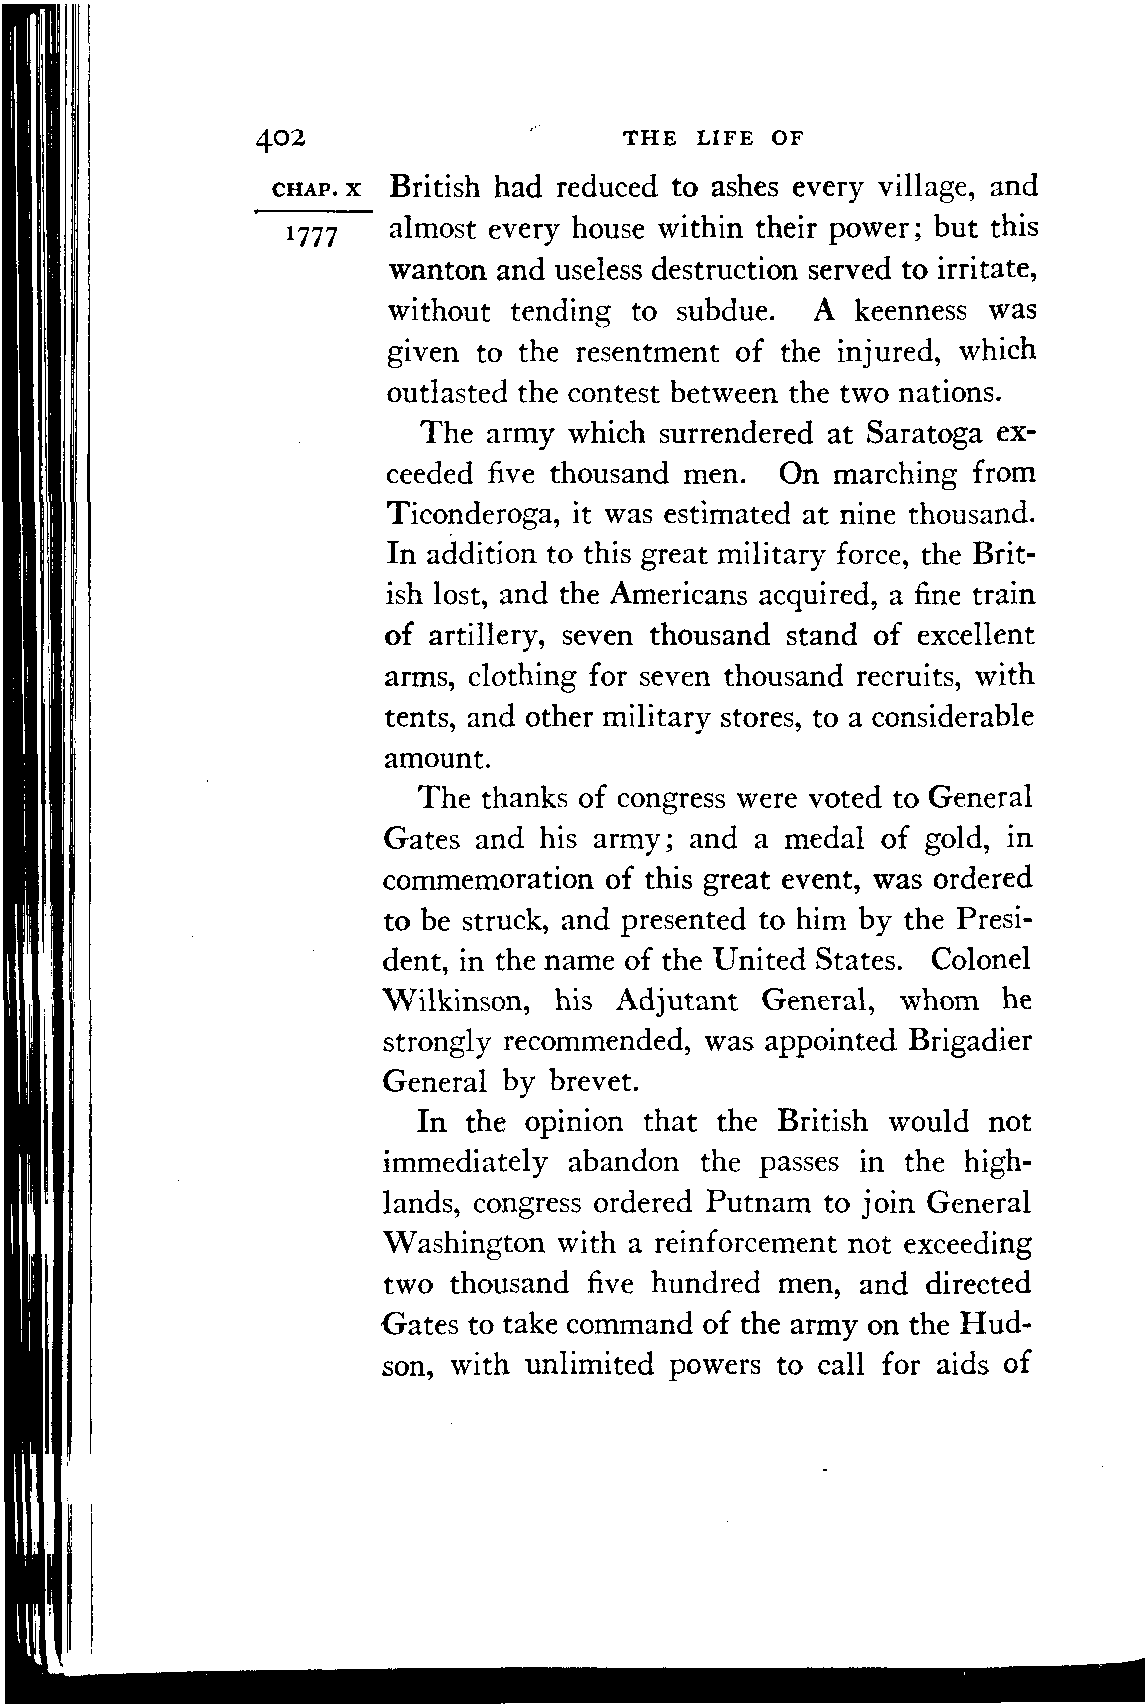 402 THE LIFE OF
CHAP. X British had reduced to ashes every village, and
1777 almost every house within their power; but this
wanton and useless destruction served to irritate,
without tending to subdue. A keenness was
given to the resentment of the injured, which
outlasted the contest between the two nations.
The army which surrendered at Saratoga ex-
ceeded five thousand men. On marching from
Ticonderoga, it was estimated at nine thousand.
In addition to this great military force, the Brit-
ish lost, and the Americans acquired, a fine train
of artillery, seven thousand stand of excellent
arms, clothing for seven thousand recruits, with
tents, and other military stores, to a considerable
amount.
The thanks of congress were voted to General
Gates and his army; and a medal of gold, in
commemoration of this great event, was ordered
to be struck, and presented to him by the Presi-
dent, in the name of the United States. Colonel
Wilkinson, his Adjutant General, whom he
strongly recommended, was appointed Brigadier
General by brevet.
In the opinion that the British would not
immediately abandon the passes in the high-
lands, congress ordered Putnam to join General
Washington with a reinforcement not exceeding
two thousand five hundred men, and directed
Gates to take command of the army on the Hud-
son, with unlimited powers to call for aids of